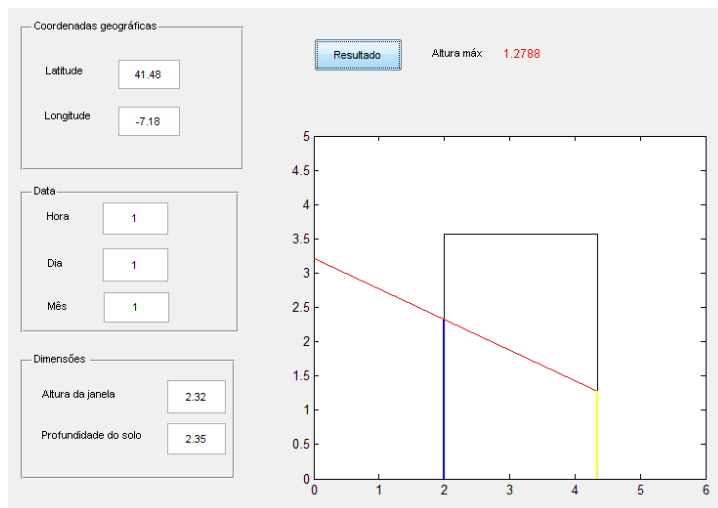 Coordenadas geográficas
Latitude 41.48
Longitude -7.18
Resultado Altura máx 1.2788
Data
Hora 1
Dia 1
Mês 1
Dimensões
Altura da janela 2.32
Profundidade do solo 2.35
5
4.5
4
3.5
3
2.5
2
1.5
1
0.5
0
0 1 2 3 4 5 6